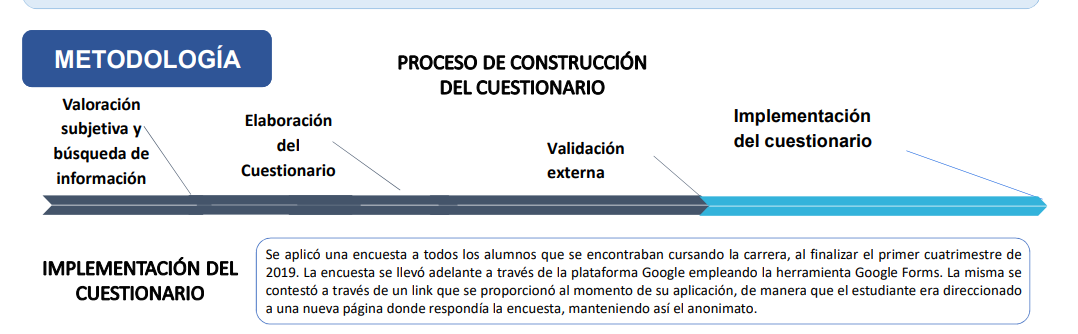 METODOLOGÍA
PROCESO DE CONSTRUCCIÓN
DEL CUESTIONARIO
Valoración
subjetiva y
búsqueda de
información
Elaboración
del
Cuestionario
Validación
externa
Implementación
del cuestionario
IMPLEMENTACIÓN DEL
CUESTIONARIO
Se aplicó una encuesta a todos los alumnos que se encontraban cursando la carrera, al finalizar el primer cuatrimestre de
2019. La encuesta se llevó adelante a través de la plataforma Google empleando la herramienta Google Forms. La misma se
contestó a través de un link que se proporcionó al momento de su aplicación, de manera que el estudiante era direccionado
a una nueva página donde respondía la encuesta, manteniendo así el anonimato.